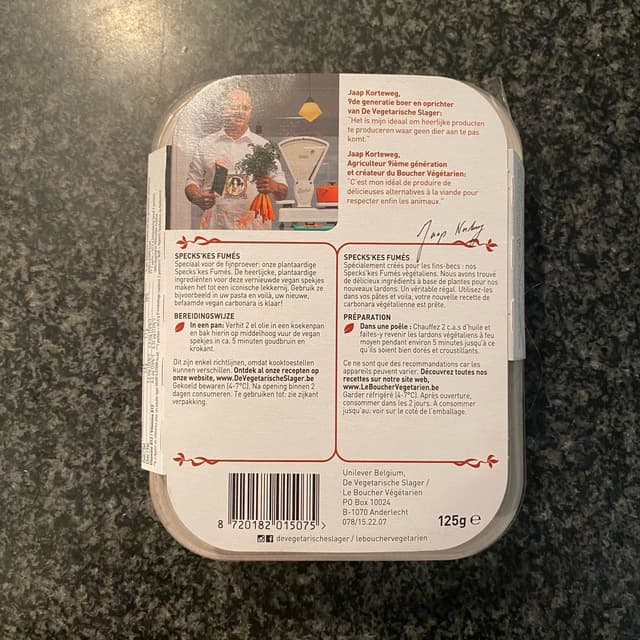 Jaap Korteweg,
9de generatie boer en oprichter
van De Vegetarische Slager:
"Het is mijn ideaal om heerlijke producten
te produceren waar geen dier aan te pas
komt."
Jaap Korteweg,
Agriculteur 9ième génération
et créateur du Boucher Végétarien:
"C'est mon idéal de produire de
délicieuses alternatives à la viande pour
respecter enfin les animaux."
SPECKS'KES FUMÉS
Speciaal voor de fijnproever: onze plantaardige
Specks'kes Fumés. De heerlijke, plantaardige
ingrediënten voor deze vernieuwde vegan spekjes
maken het tot een iconische lekkernij. Gebruik ze
bijvoorbeeld in uw pasta en voilà, uw nieuwe,
befaamde vegan carbonara is klaar!
BEREIDINGSWIJZE
In een pan: Verhit 2 el olie in een koekenpan
en bak hierin op middelhoog vuur de vegan
spekjes in ca. 5 minuten goudbruin en
krokant.
Dit zijn enkel richtlijnen, omdat kooktoestellen
kunnen verschillen. Ontdek al onze recepten op
onze website, www.DeVegetarischeSlager.be
Gekoeld bewaren (4-7°C). Na opening binnen 2
dagen consumeren. Te gebruiken tot: zie zijkant
verpakking.
SPECKS'KES FUMÉS
Spécialement créés pour les fins-becs : nos
Specks'kes Fumés végétaliens. Nous avons trouvé
de délicieux ingrédients à base de plantes pour nos
nouveaux lardons. Un véritable régal. Utilisez-les
dans vos pâtes et voila, votre nouvelle recette de
carbonara végétalienne est prête.
PRÉPARATION
Dans une poêle : Chauffez 2 c.a.s d'huile et
faites-y revenir les lardons végétaliens à feu
moyen pendant environ 5 minutes jusqu'à ce
qu'ils soient bien dorés et croustillants.
Ce ne sont que des recommandations car les
appareils peuvent varier. Découvrez toutes nos
recettes sur notre site web,
www.LeBoucherVegetarien.be
Garder réfrigéré (4-7°C). Après ouverture,
consommer dans les 2 jours. À consommer
jusqu'au: voir sur le coté de l'emballage.
8 720182 015075 >
Unilever Belgium,
De Vegetarische Slager /
Le Boucher Végétarien
PO Box 10024
B-1070 Anderlecht
078/15.22.07
125g e
devegetarischeslager / lebouchervegetarien